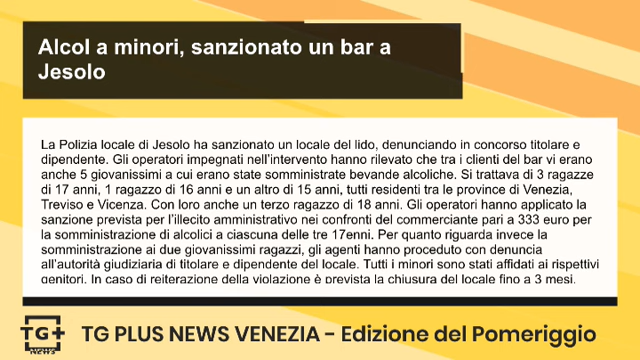 Alcol a minori, sanzionato un bar a
Jesolo
La Polizia locale di Jesolo ha sanzionato un locale del lido, denunciando in concorso titolare e
dipendente. Gli operatori impegnati nell'intervento hanno rilevato che tra i clienti del bar vi erano
anche 5 giovanissimi a cui erano state somministrate bevande alcoliche. Si trattava di 3 ragazze
di 17 anni, 1 ragazzo di 16 anni e un altro di 15 anni, tutti residenti tra le province di Venezia,
Treviso e Vicenza. Con loro anche un terzo ragazzo di 18 anni. Gli operatori hanno applicato la
sanzione prevista per l'illecito amministrativo nei confronti del commerciante pari a 333 euro per
la somministrazione di alcolici a ciascuna delle tre 17enni. Per quanto riguarda invece la
somministrazione ai due giovanissimi ragazzi, gli agenti hanno proceduto con denuncia
all'autorità giudiziaria di titolare e dipendente del locale. Tutti i minori sono stati affidati ai rispettivi
genitori. In caso di reiterazione della violazione è prevista la chiusura del locale fino a 3 mesi.
TG+
NEWS
TG PLUS NEWS VENEZIA - Edizione del Pomeriggio